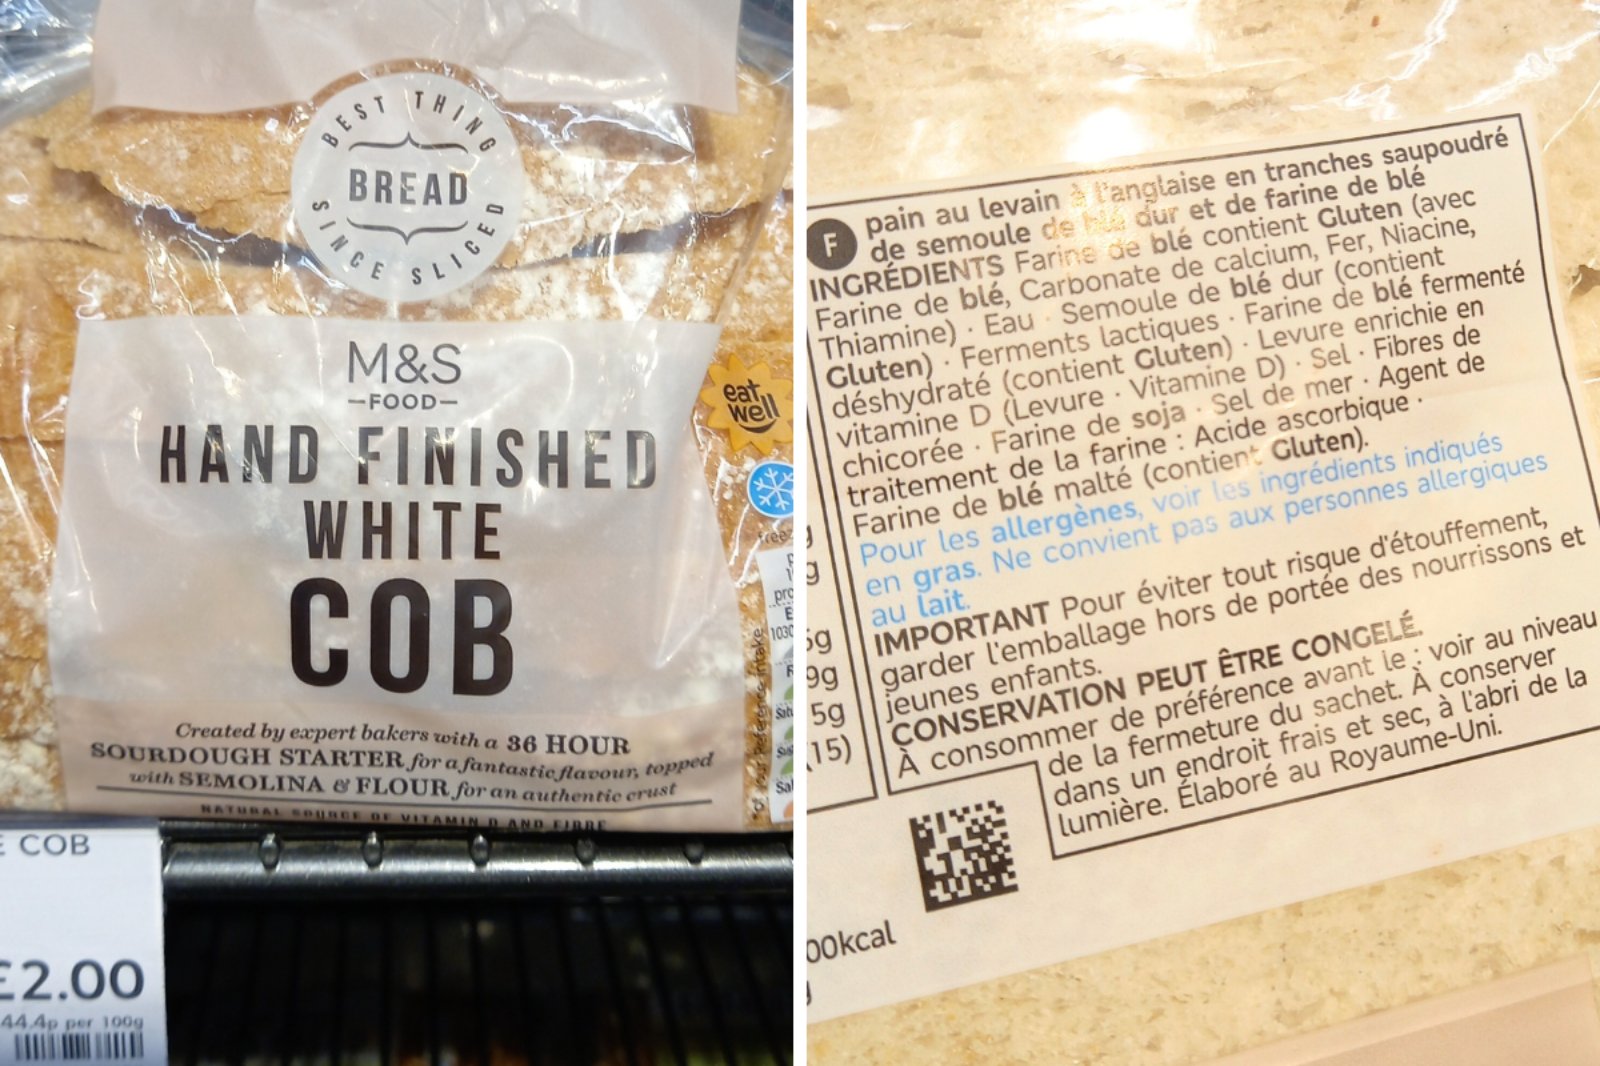 BEST THING
BREAD
SINCE SLICED
M&S
FOOD
HAND FINISHED
WHITE
COB
Created by expert bakers with a 36 HOUR
SOURDOUGH STARTER for a fantastic flavour, topped
with SEMOLINA & FLOUR for an authentic crust
NATURAL SOURCE OF VITAMIN D AND FIBRE
eat
well
COB
£2.00
44.4p per 100g
F
pain au levain à l'anglaise en tranches saupoudré
de semoule de blé dur et de farine de blé
INGRÉDIENTS Farine de blé contient Gluten (avec
Farine de blé, Carbonate de calcium, Fer, Niacine,
Thiamine) · Eau · Semoule de blé dur (contient
Gluten) · Ferments lactiques · Farine de blé fermenté
déshydraté (contient Gluten) · Levure enrichie en
vitamine D (Levure · Vitamine D) · Sel · Fibres de
chicorée · Farine de soja · Sel de mer · Agent de
traitement de la farine : Acide ascorbique ·
Farine de blé malté (contient Gluten).
Pour les allergènes, voir les ingrédients indiqués
en gras. Ne convient pas aux personnes allergiques
au lait.
IMPORTANT Pour éviter tout risque d'étouffement,
garder l'emballage hors de portée des nourrissons et
jeunes enfants.
CONSERVATION PEUT ÊTRE CONGELÉ.
À consommer de préférence avant le : voir au niveau
de la fermeture du sachet. À conserver
dans un endroit frais et sec, à l'abri de la
lumière. Élaboré au Royaume-Uni.
9g
5g
(15)
00kcal